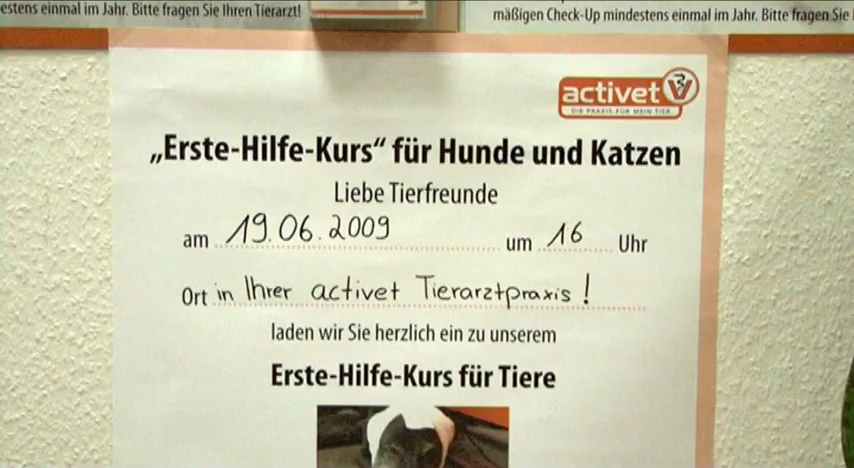 estens einmal im Jahr. Bitte fragen Sie Ihren Tierarzt!
mäßigen Check-Up mindestens einmal im Jahr. Bitte fragen Sie
activet
DIE PRAXIS FÜR MEIN TIER
„Erste-Hilfe-Kurs“ für Hunde und Katzen
Liebe Tierfreunde
am 19.06.2009 um 16 Uhr
Ort in Ihrer activet Tierarztpraxis!
laden wir Sie herzlich ein zu unserem
Erste-Hilfe-Kurs für Tiere